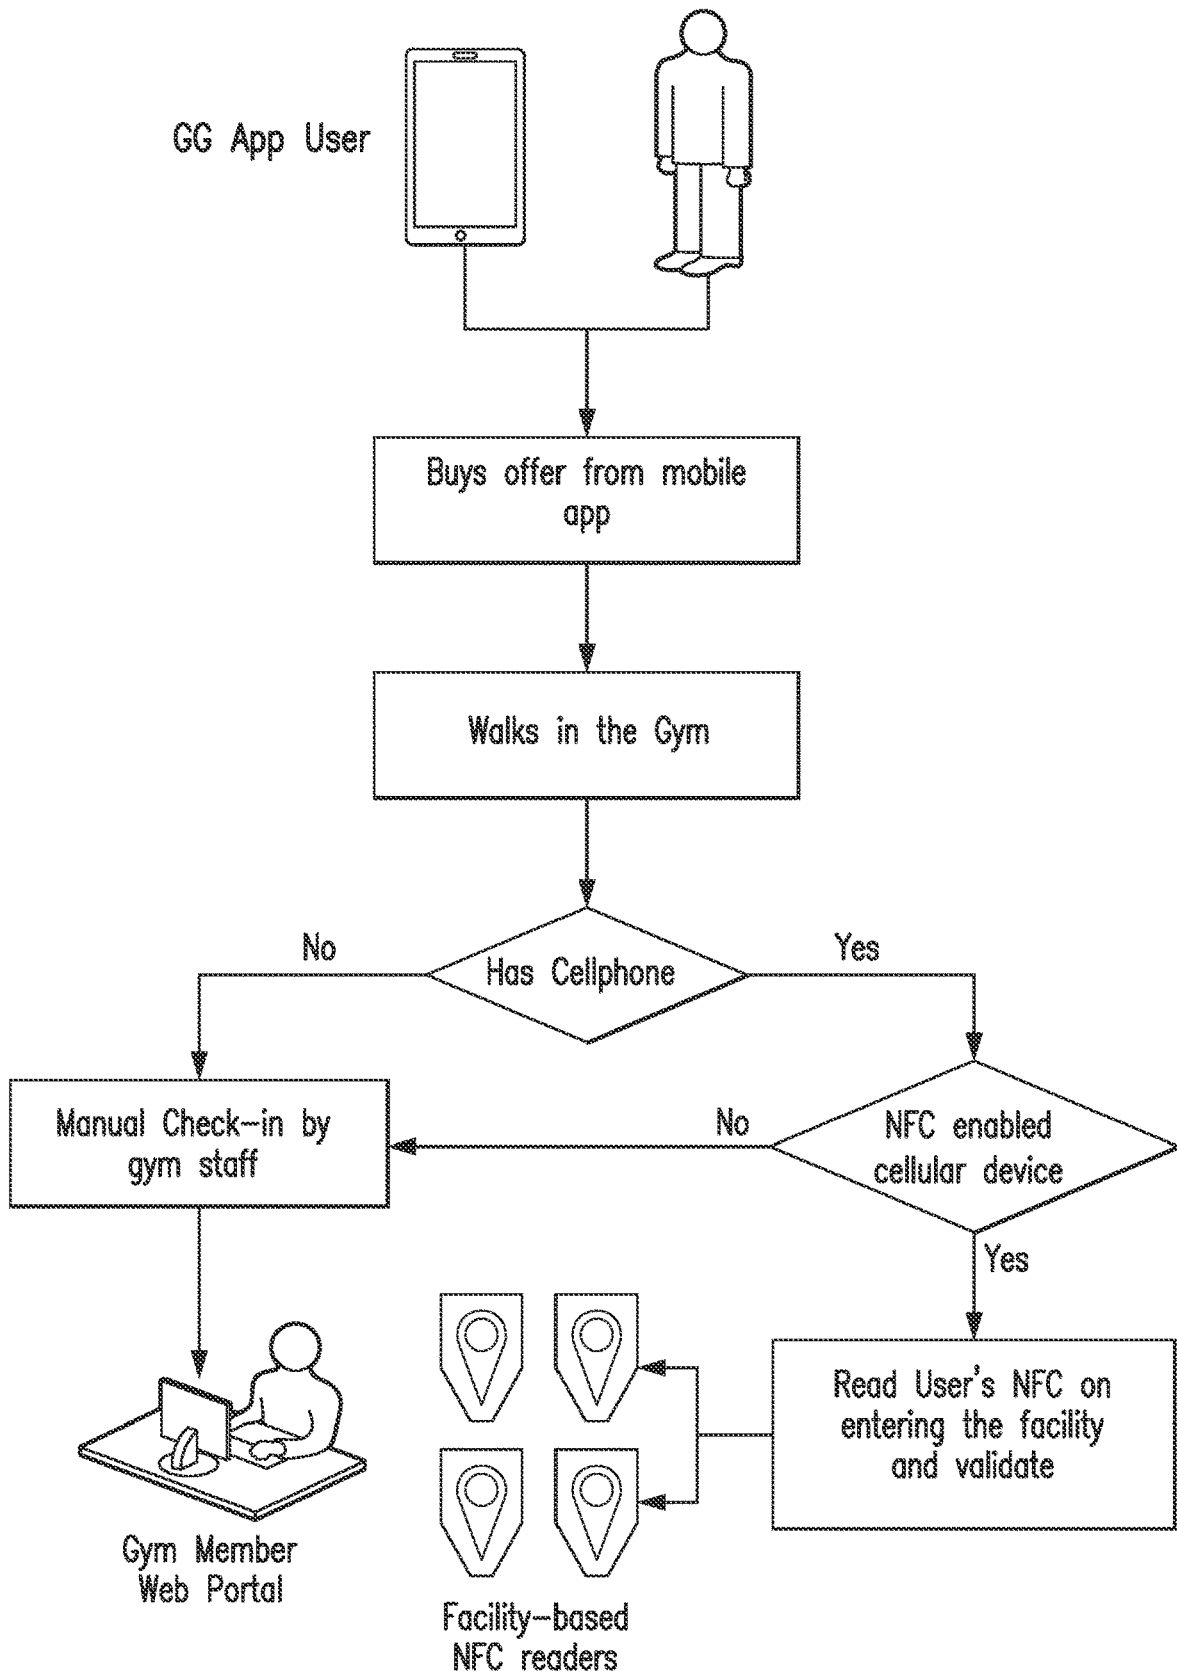 GG App User
Buys offer from mobile
app
Walks in the Gym
Has Cellphone
No
Yes
Manual Check-in by
gym staff
No
NFC enabled
cellular device
Yes
Read User's NFC on
entering the facility
and validate
Gym Member
Web Portal
Facility-based
NFC readers